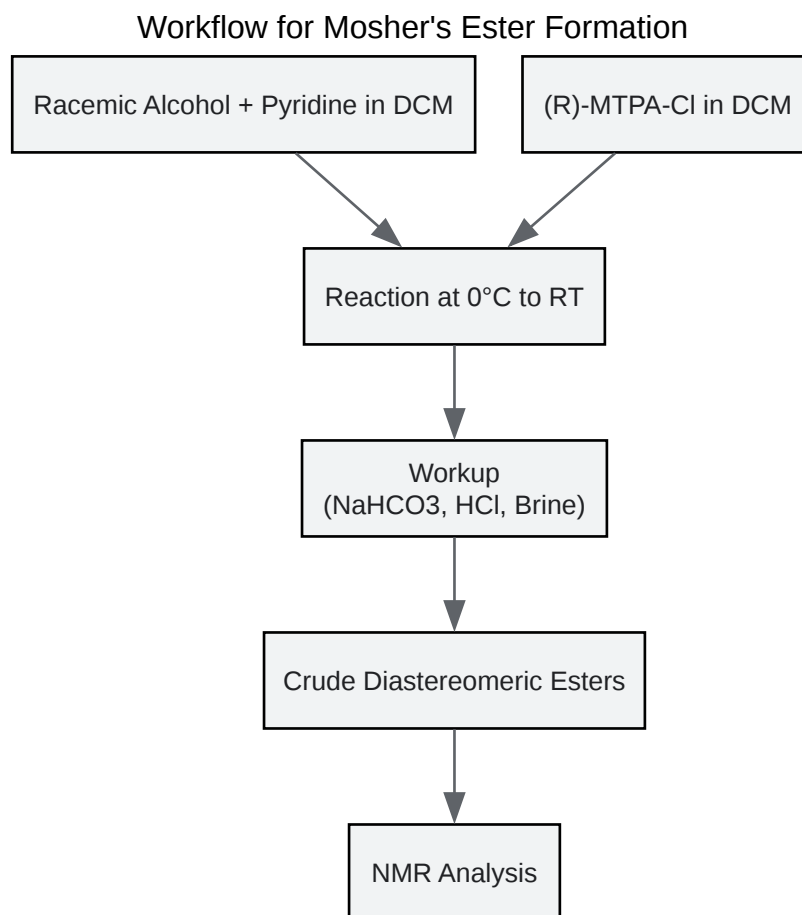 Workflow for Mosher's Ester Formation
Racemic Alcohol + Pyridine in DCM
(R)-MTPA-Cl in DCM
Reaction at 0°C to RT
Workup
(NaHCO3, HCl, Brine)
Crude Diastereomeric Esters
NMR Analysis